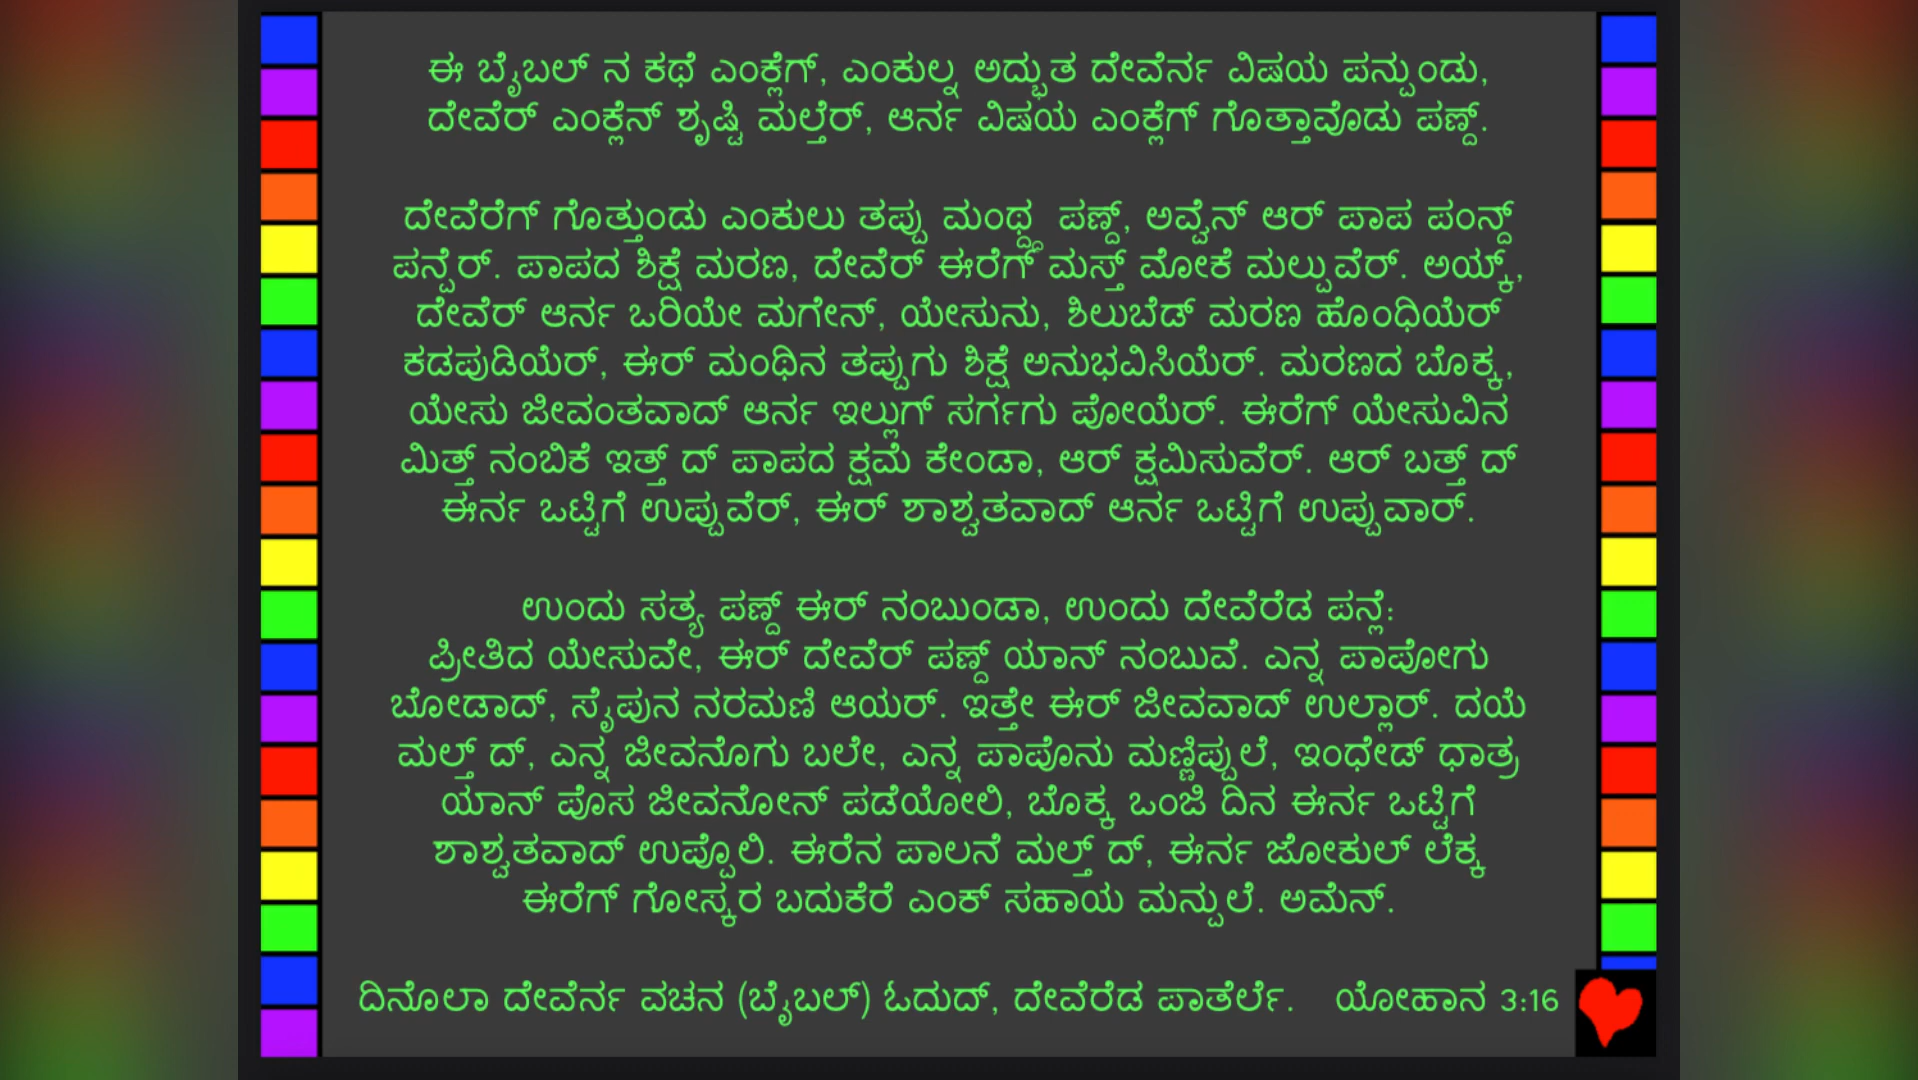 ಈ ಬೈಬಲ್ ನ ಕಥೆ ಎಂಕ್ಲೆಗ್, ಎಂಕುಲ್ನ ಅದ್ಭುತ ದೇವೆರ್ನ ವಿಷಯ ಪನ್ಪುಂಡು,
ದೇವೆರ್ ಎಂಕ್ಲೆನ್ ಶೃಷ್ಟಿ ಮಲ್ತೆರ್, ಆರ್ನ ವಿಷಯ ಎಂಕ್ಲೆಗ್ ಗೊತ್ತಾವೊಡು ಪಣ್ದ್.
ದೇವೆರೆಗ್ ಗೊತ್ತುಂಡು ಎಂಕುಲು ತಪ್ಪು ಮಂಥ್ದ ಪಣ್ದ್, ಅವ್ವೆನ್ ಆರ್ ಪಾಪ ಪಂನ್ದ್
ಪನ್ಪೆರ್. ಪಾಪದ ಶಿಕ್ಷೆ ಮರಣ, ದೇವೆರ್ ಈರೆಗ್ ಮಸ್ತ್ ಮೋಕೆ ಮಲ್ಪುವೆರ್. ಅಯ್ಕ್,
ದೇವೆರ್ ಆರ್ನ ಒರಿಯೇ ಮಗೇನ್, ಯೇಸುನು, ಶಿಲುಬೆಡ್ ಮರಣ ಹೊಂಧಿಯೆರ್
ಕಡಪುಡಿಯೆರ್, ಈರ್ ಮಂಥಿನ ತಪ್ಪುಗು ಶಿಕ್ಷೆ ಅನುಭವಿಸಿಯೆರ್. ಮರಣದ ಬೊಕ್ಕ,
ಯೇಸು ಜೀವಂತವಾದ್ ಆರ್ನ ಇಲ್ಲುಗ್ ಸರ್ಗಗು ಪೋಯೆರ್. ಈರೆಗ್ ಯೇಸುವಿನ
ಮಿತ್ತ್ ನಂಬಿಕೆ ಇತ್ತ್ ದ್ ಪಾಪದ ಕ್ಷಮೆ ಕೇಂಡಾ, ಆರ್ ಕ್ಷಮಿಸುವೆರ್. ಆರ್ ಬತ್ತ್ ದ್
ಈರ್ನ ಒಟ್ಟಿಗೆ ಉಪ್ಪುವೆರ್, ಈರ್ ಶಾಶ್ವತವಾದ್ ಆರ್ನ ಒಟ್ಟಿಗೆ ಉಪ್ಪುವಾರ್.
ಉಂದು ಸತ್ಯ ಪಣ್ದ್ ಈರ್ ನಂಬುಂಡಾ, ಉಂದು ದೇವೆರೆಡ ಪನ್ಲೆ:
ಪ್ರೀತಿದ ಯೇಸುವೇ, ಈರ್ ದೇವೆರ್ ಪಣ್ದ್ ಯಾನ್ ನಂಬುವೆ. ಎನ್ನ ಪಾಪೋಗು
ಬೋಡಾದ್, ಸೈಪುನ ನರಮಣಿ ಆಯರ್. ಇತ್ತೇ ಈರ್ ಜೀವವಾದ್ ಉಲ್ಲಾರ್. ದಯೆ
ಮಲ್ತ್ ದ್, ಎನ್ನ ಜೀವನೊಗು ಬಲೇ, ಎನ್ನ ಪಾಪೊನು ಮಣ್ಣಿಪ್ಪುಲೆ, ಇಂಧೇಡ್ ಧಾತ್ರ
ಯಾನ್ ಪೊಸ ಜೀವನೋನ್ ಪಡೆಯೋಲಿ, ಬೊಕ್ಕ ಒಂಜಿ ದಿನ ಈರ್ನ ಒಟ್ಟಿಗೆ
ಶಾಶ್ವತವಾದ್ ಉಪ್ಪೊಲಿ. ಈರೆನ ಪಾಲನೆ ಮಲ್ತ್ ದ್, ಈರ್ನ ಜೋಕುಲ್ ಲೆಕ್ಕ
ಈರೆಗ್ ಗೋಸ್ಕರ ಬದುಕೆರೆ ಎಂಕ್ ಸಹಾಯ ಮನ್ಪುಲೆ. ಅಮೆನ್.
ದಿನೊಲಾ ದೇವೆರ್ನ ವಚನ (ಬೈಬಲ್) ಓದುದ್, ದೇವೆರೆಡ ಪಾತೆರ್ಲೆ. ಯೋಹಾನ 3:16